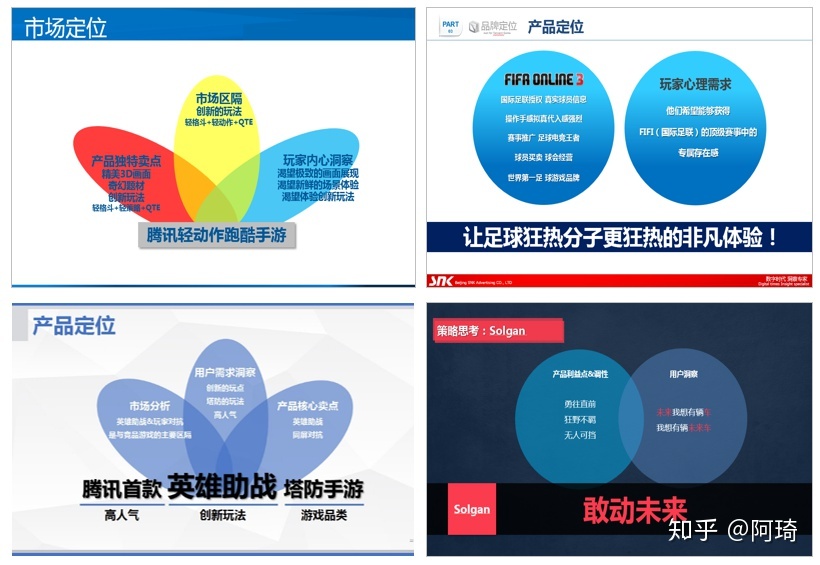 市场定位
市场区隔
创新的玩法
轻格斗+轻动作+QTE
产品独特卖点
精美3D画面
奇幻题材
创新玩法
轻格斗+轻策略+QTE
玩家内心洞察
渴望极致的画面展现
渴望新鲜的场景体验
渴望体验创新玩法
腾讯轻动作跑酷手游
PART
品牌定位
产品定位
FIFA ONLINE 3
国际足联授权 真实球员信息
操作手感拟真代入感强烈
赛事推广 足球电竞王者
球员买卖 球会经营
世界第一足球游戏品牌
玩家心理需求
他们希望能够获得
FIFI（国际足联）的顶级赛事中的
专属存在感
让足球狂热分子更狂热的非凡体验！
SNK Beijing SNK Advertising CO., LTD
数字时代 洞察专家
Digital times Insight specialist
产品定位
用户需求洞察
创新的玩点
塔防的玩法
高人气
市场分析
英雄助战&玩家对抗
是与竞品游戏的主要区隔
产品核心卖点
英雄助战
同屏对抗
腾讯首款 英雄助战 塔防手游
高人气
创新玩法
游戏品类
策略思考：Solgan
产品利益点&调性
勇往直前
狂野不羁
无人可挡
用户洞察
未来我想有辆车
我想有辆未来车
Solgan
敢动未来
知乎 @阿琦